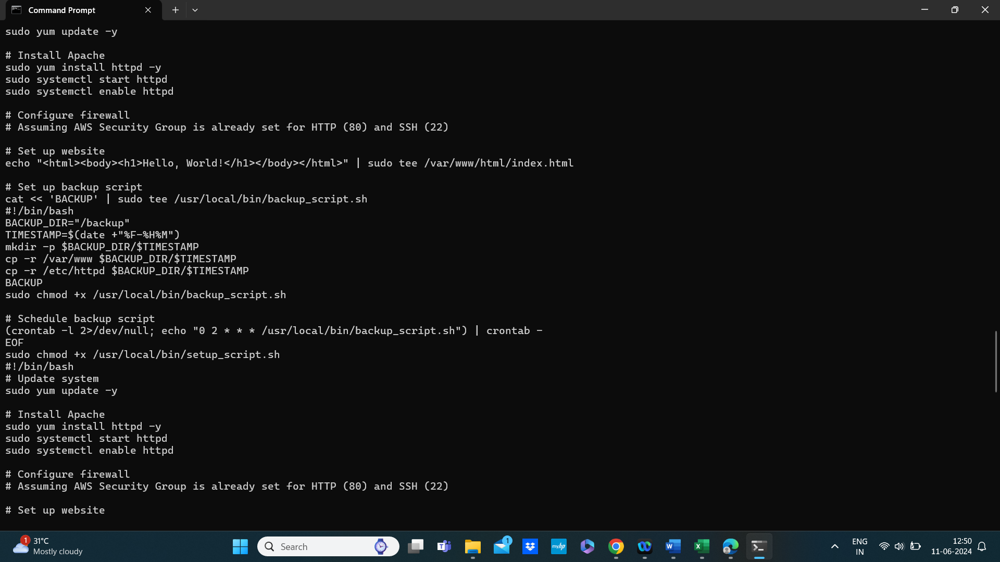 Command Prompt
sudo yum update -y
# Install Apache
sudo yum install httpd -y
sudo systemctl start httpd
sudo systemctl enable httpd
# Configure firewall
# Assuming AWS Security Group is already set for HTTP (80) and SSH (22)
# Set up website
echo "<html><body><h1>Hello, World!</h1></body></html>" | sudo tee /var/www/html/index.html
# Set up backup script
cat << 'BACKUP' | sudo tee /usr/local/bin/backup_script.sh
#!/bin/bash
BACKUP_DIR="/backup"
TIMESTAMP=$(date +"%F-%H%M")
mkdir -p $BACKUP_DIR/$TIMESTAMP
cp -r /var/www $BACKUP_DIR/$TIMESTAMP
cp -r /etc/httpd $BACKUP_DIR/$TIMESTAMP
BACKUP
sudo chmod +x /usr/local/bin/backup_script.sh
# Schedule backup script
(crontab -l 2>/dev/null; echo "0 2 * * * /usr/local/bin/backup_script.sh") | crontab -
EOF
sudo chmod +x /usr/local/bin/setup_script.sh
#!/bin/bash
# Update system
sudo yum update -y
# Install Apache
sudo yum install httpd -y
sudo systemctl start httpd
sudo systemctl enable httpd
# Configure firewall
# Assuming AWS Security Group is already set for HTTP (80) and SSH (22)
# Set up website
1
31°C
Mostly cloudy
Search
T
1
myhp
W
X
ENG
IN
12:50
11-06-2024